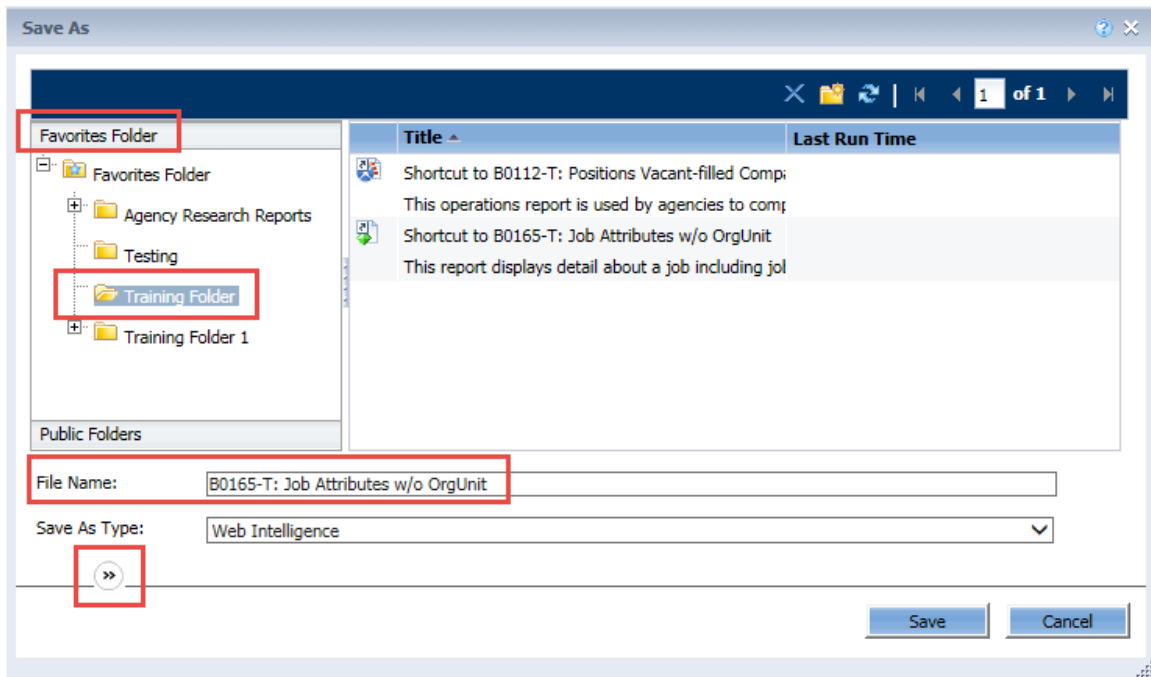 Save As
1 of 1
Favorites Folder
Favorites Folder
Agency Research Reports
Testing
Training Folder
Training Folder 1
Public Folders
Title Last Run Time
Shortcut to B0112-T: Positions Vacant-filled Compa
This operations report is used by agencies to comp
Shortcut to B0165-T: Job Attributes w/o OrgUnit
This report displays detail about a job including jol
File Name: B0165-T: Job Attributes w/o OrgUnit
Save As Type: Web Intelligence
Save Cancel